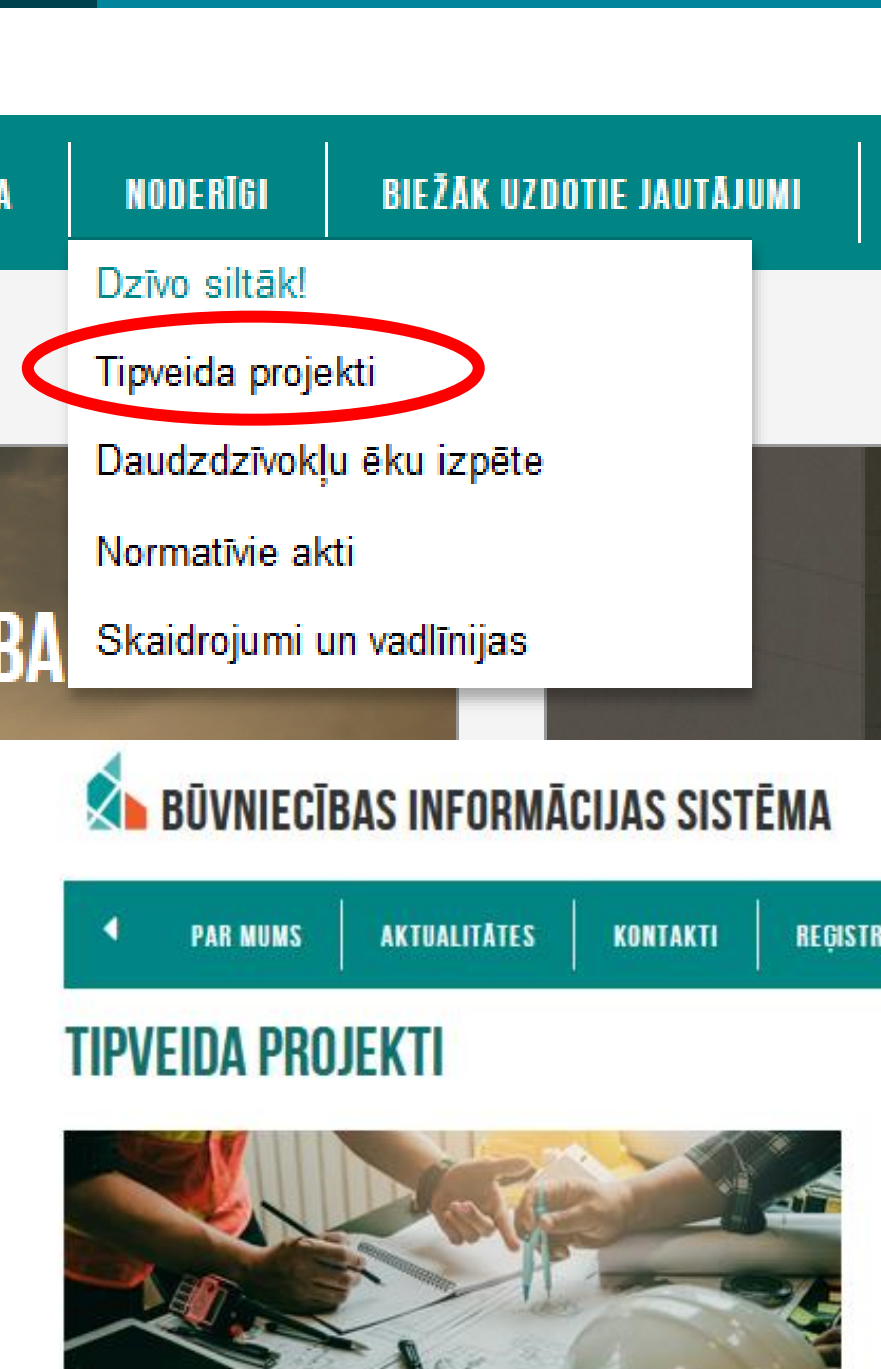 NODERĪGI
BIEŽĀK UZDOTIE JAUTĀJUMI
Dzīvo siltāk!
Tipveida projekti
Daudzdzīvokļu ēku izpēte
Normatīvie akti
Skaidrojumi un vadlīnijas
BŪVNIECĪBAS INFORMĀCIJAS SISTĒMA
PAR MUMS
AKTUALITĀTES
KONTAKTI
TIPVEIDA PROJEKTI